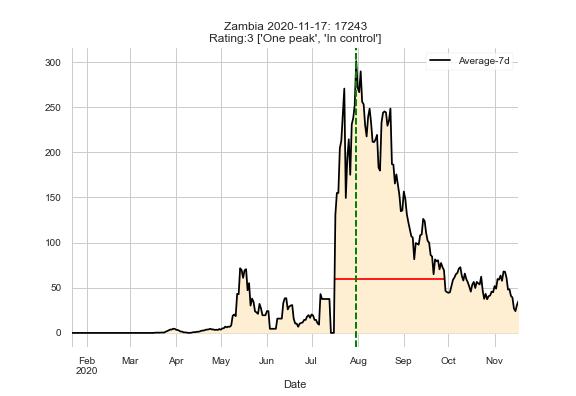 Zambia 2020-11-17: 17243
Rating:3 ['One peak', 'In control']
Average-7d
300
250
200
150
100
50
0
Feb Mar Apr May Jun Jul Aug Sep Oct Nov
2020
Date